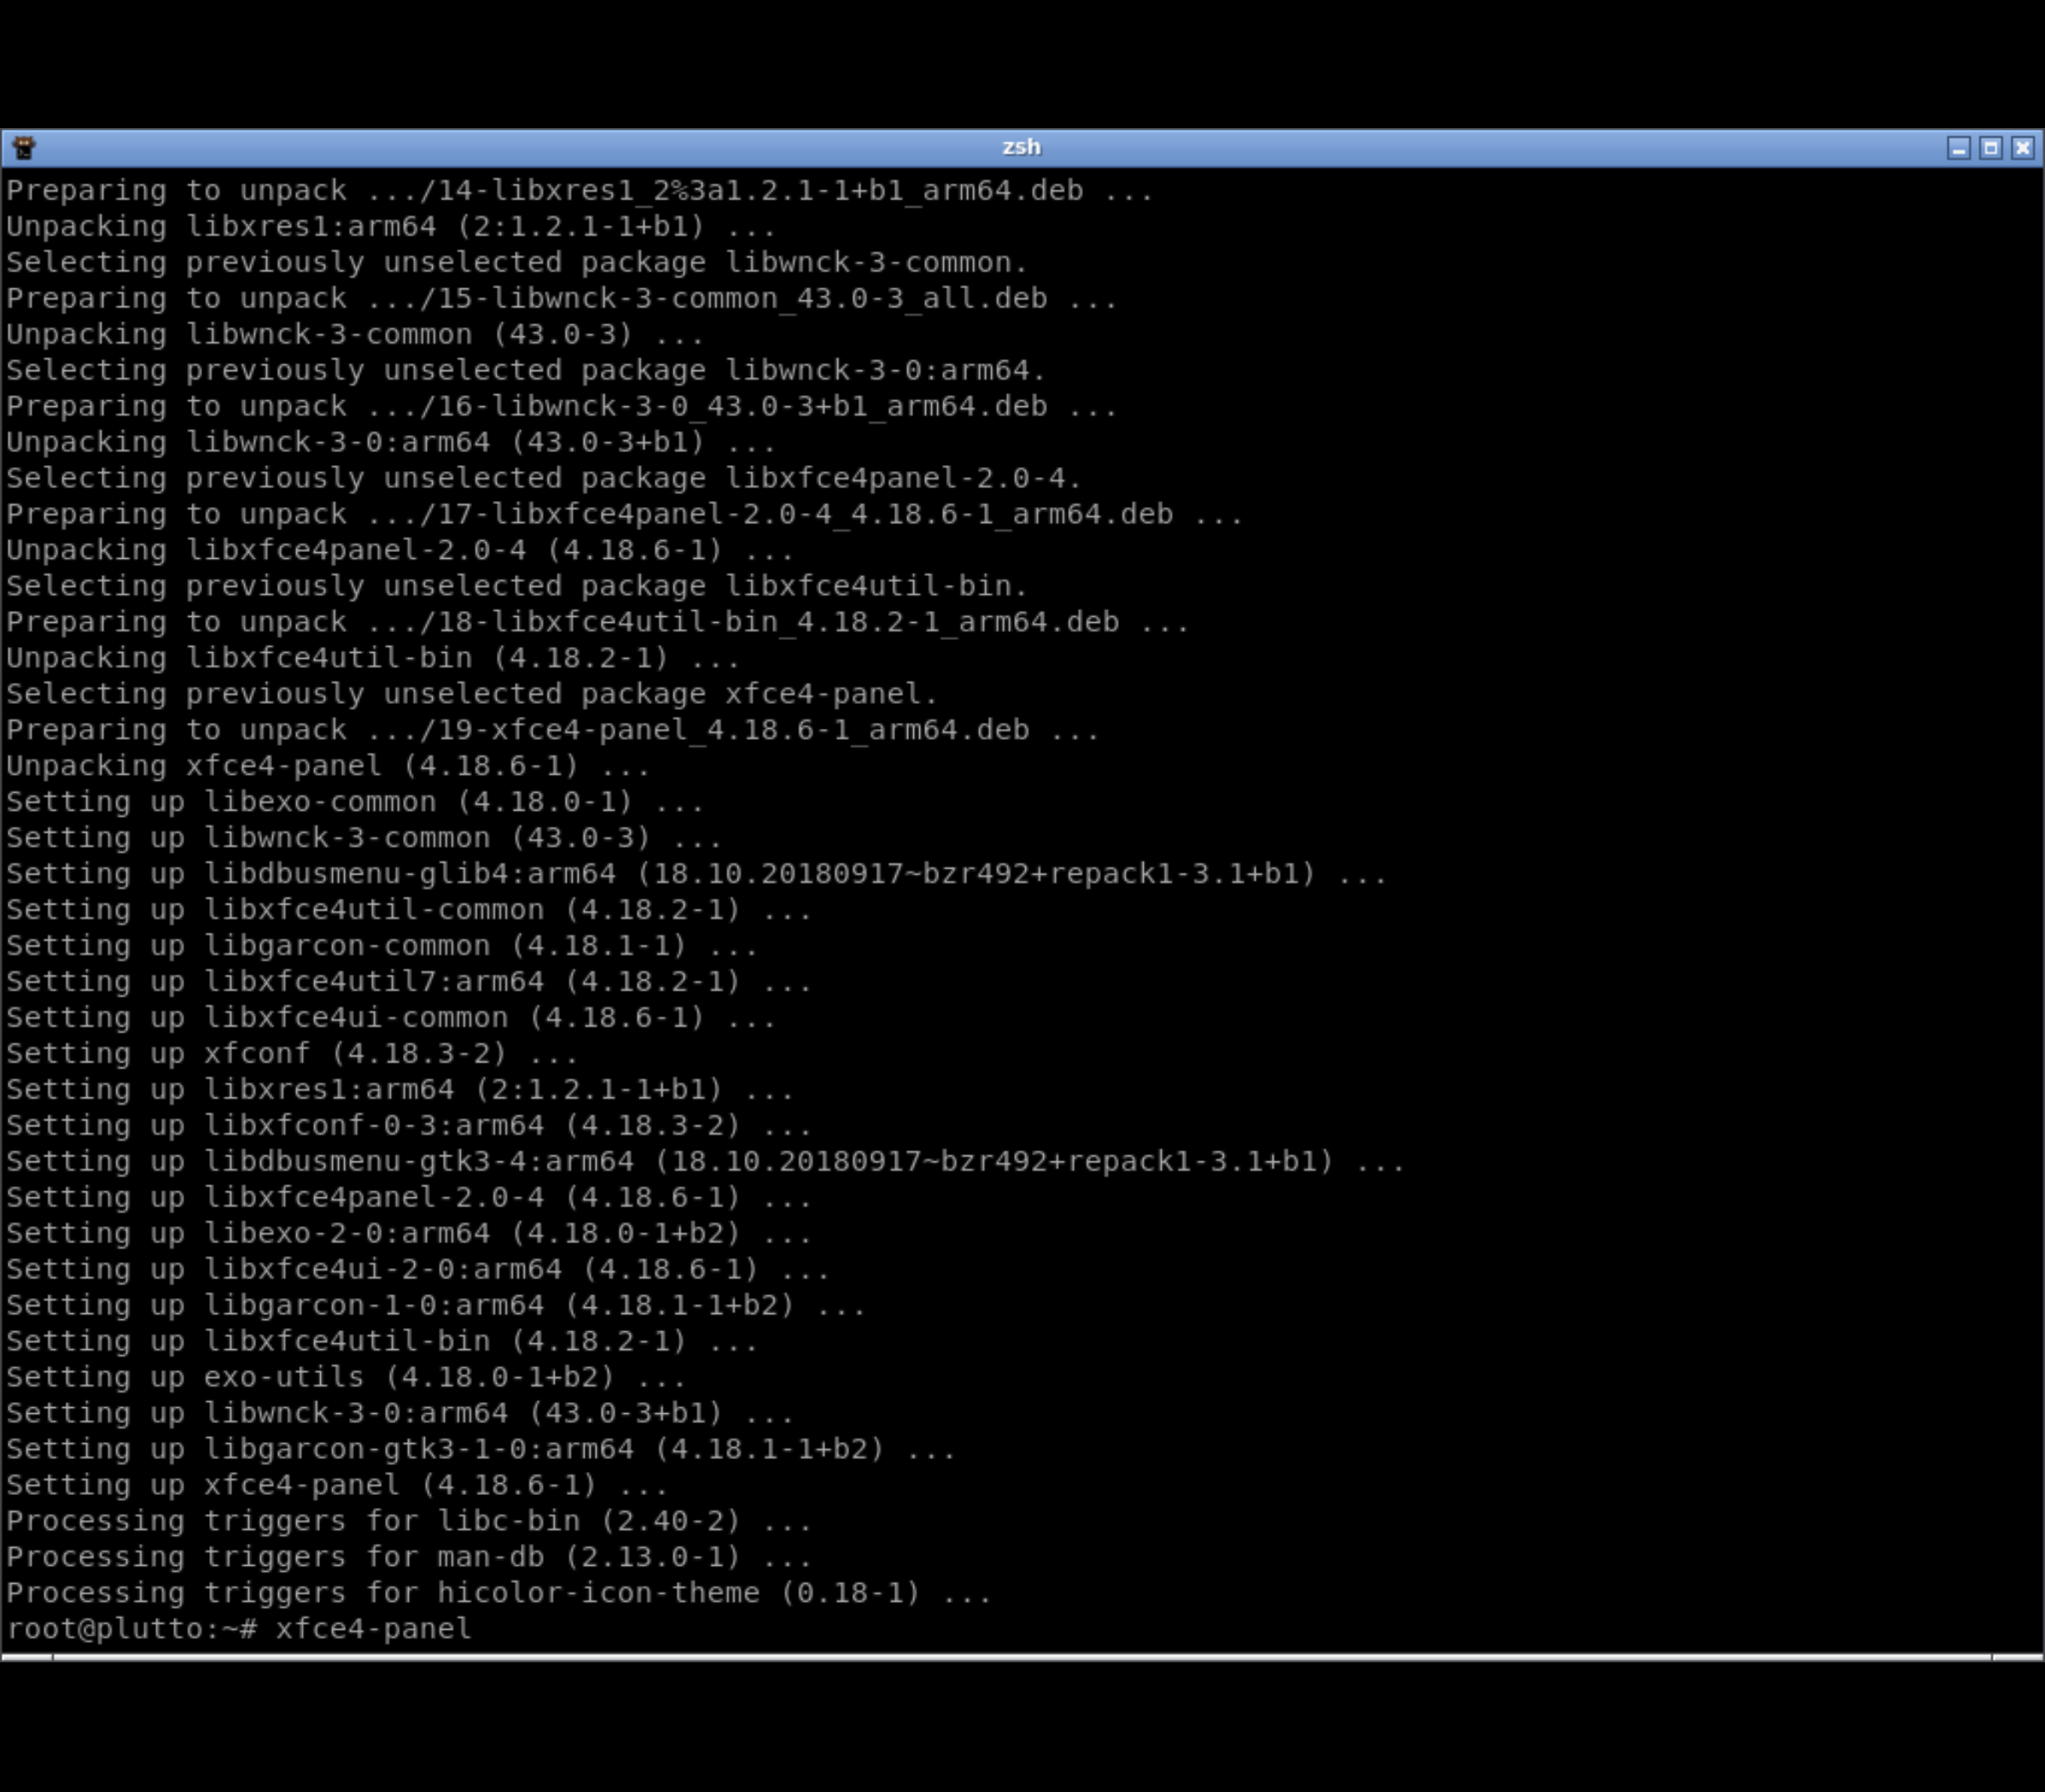 zsh
Preparing to unpack .../14-libxres1_2%3a1.2.1-1+b1_arm64.deb ...
Unpacking libxres1:arm64 (2:1.2.1-1+b1) ...
Selecting previously unselected package libwnck-3-common.
Preparing to unpack .../15-libwnck-3-common_43.0-3_all.deb ...
Unpacking libwnck-3-common (43.0-3) ...
Selecting previously unselected package libwnck-3-0:arm64.
Preparing to unpack .../16-libwnck-3-0_43.0-3+b1_arm64.deb ...
Unpacking libwnck-3-0:arm64 (43.0-3+b1) ...
Selecting previously unselected package libxfce4panel-2.0-4.
Preparing to unpack .../17-libxfce4panel-2.0-4_4.18.6-1_arm64.deb ...
Unpacking libxfce4panel-2.0-4 (4.18.6-1) ...
Selecting previously unselected package libxfce4util-bin.
Preparing to unpack .../18-libxfce4util-bin_4.18.2-1_arm64.deb ...
Unpacking libxfce4util-bin (4.18.2-1) ...
Selecting previously unselected package xfce4-panel.
Preparing to unpack .../19-xfce4-panel_4.18.6-1_arm64.deb ...
Unpacking xfce4-panel (4.18.6-1) ...
Setting up libexo-common (4.18.0-1) ...
Setting up libwnck-3-common (43.0-3) ...
Setting up libdbusmenu-glib4:arm64 (18.10.20180917~bzr492+repack1-3.1+b1) ...
Setting up libxfce4util-common (4.18.2-1) ...
Setting up libgarcon-common (4.18.1-1) ...
Setting up libxfce4util7:arm64 (4.18.2-1) ...
Setting up libxfce4ui-common (4.18.6-1) ...
Setting up xfconf (4.18.3-2) ...
Setting up libxres1:arm64 (2:1.2.1-1+b1) ...
Setting up libxfconf-0-3:arm64 (4.18.3-2) ...
Setting up libdbusmenu-gtk3-4:arm64 (18.10.20180917~bzr492+repack1-3.1+b1) ...
Setting up libxfce4panel-2.0-4 (4.18.6-1) ...
Setting up libexo-2-0:arm64 (4.18.0-1+b2) ...
Setting up libxfce4ui-2-0:arm64 (4.18.6-1) ...
Setting up libgarcon-1-0:arm64 (4.18.1-1+b2) ...
Setting up libxfce4util-bin (4.18.2-1) ...
Setting up exo-utils (4.18.0-1+b2) ...
Setting up libwnck-3-0:arm64 (43.0-3+b1) ...
Setting up libgarcon-gtk3-1-0:arm64 (4.18.1-1+b2) ...
Setting up xfce4-panel (4.18.6-1) ...
Processing triggers for libc-bin (2.40-2) ...
Processing triggers for man-db (2.13.0-1) ...
Processing triggers for hicolor-icon-theme (0.18-1) ...
root@plutto:~# xfce4-panel